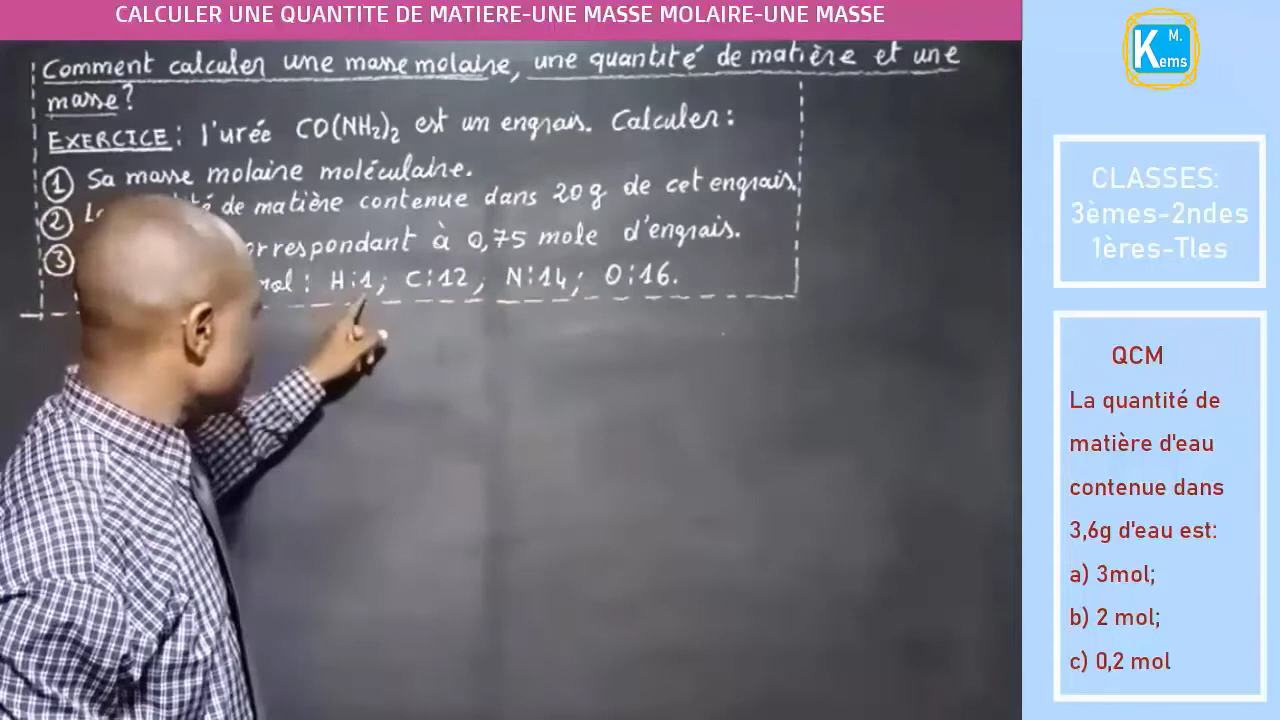 CALCULER UNE QUANTITE DE MATIERE-UNE MASSE MOLAIRE-UNE MASSE
Comment calculer une masse molaire, une quantité de matière et une
masse?
EXERCICE: l'urée CO(NH₂)₂ est un engrais. Calculer:
① Sa masse molaire moléculaire.
② de matière contenue dans 20g de cet engrais.
③ à 0,75 mole d'engrais.
mol: H:1; C:12; N:14; O:16.
K M.
ems
CLASSES:
3èmes-2ndes
1ères-Tles
QCM
La quantité de
matière d'eau
contenue dans
3,6g d'eau est:
a) 3mol;
b) 2 mol;
c) 0,2 mol